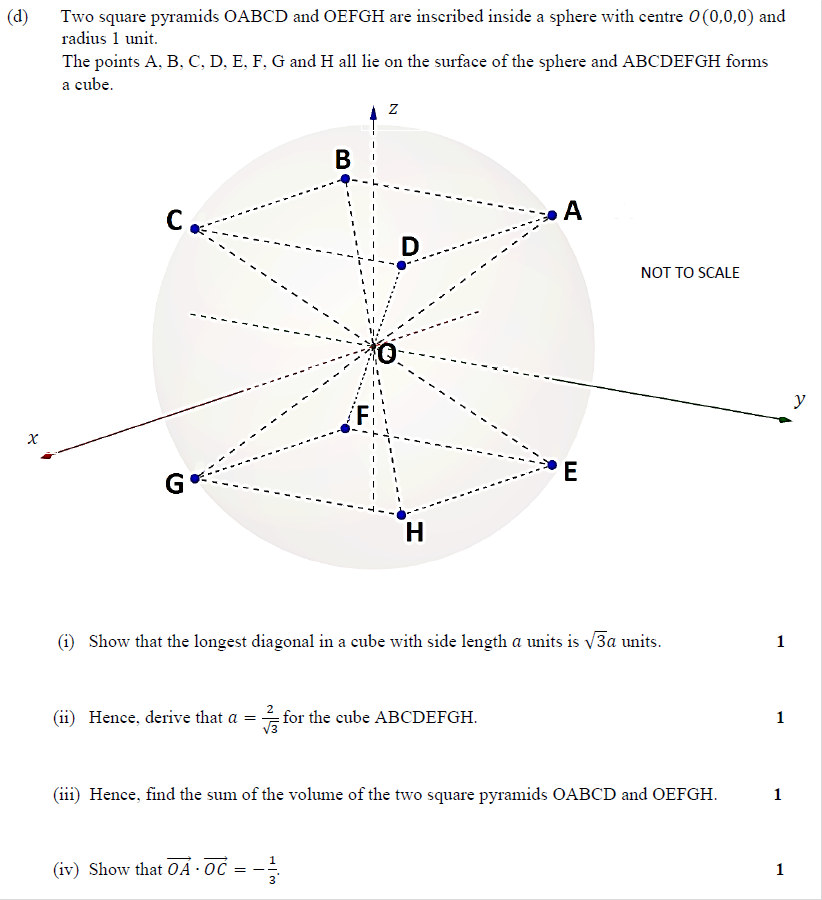 (d) Two square pyramids OABCD and OEFGH are inscribed inside a sphere with centre O(0,0,0) and
radius 1 unit.
The points A, B, C, D, E, F, G and H all lie on the surface of the sphere and ABCDEFGH forms
a cube.
z
B
A
C
D
NOT TO SCALE
O
y
F
x
E
G
H
(i) Show that the longest diagonal in a cube with side length a units is √3a units. 1
(ii) Hence, derive that a = 2/√3 for the cube ABCDEFGH. 1
(iii) Hence, find the sum of the volume of the two square pyramids OABCD and OEFGH. 1
(iv) Show that $\overrightarrow{OA} \cdot \overrightarrow{OC} = -\frac{1}{3}$. 1